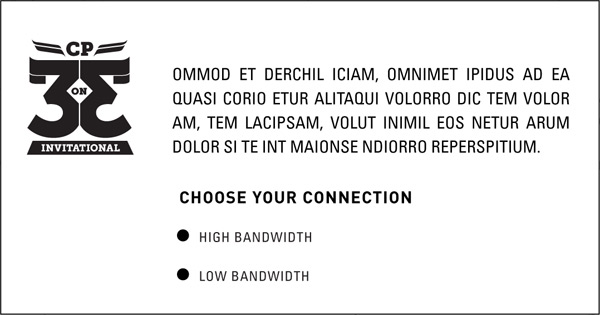 CP
3 ON 3
INVITATIONAL
OMMOD ET DERCHIL ICIAM, OMNIMET IPIDUS AD EA
QUASI CORIO ETUR ALITAQUI VOLORRO DIC TEM VOLOR
AM, TEM LACIPSAM, VOLUT INIMIL EOS NETUR ARUM
DOLOR SI TE INT MAIONSE NDIORRO REPERSPITIUM.
CHOOSE YOUR CONNECTION
HIGH BANDWIDTH
LOW BANDWIDTH